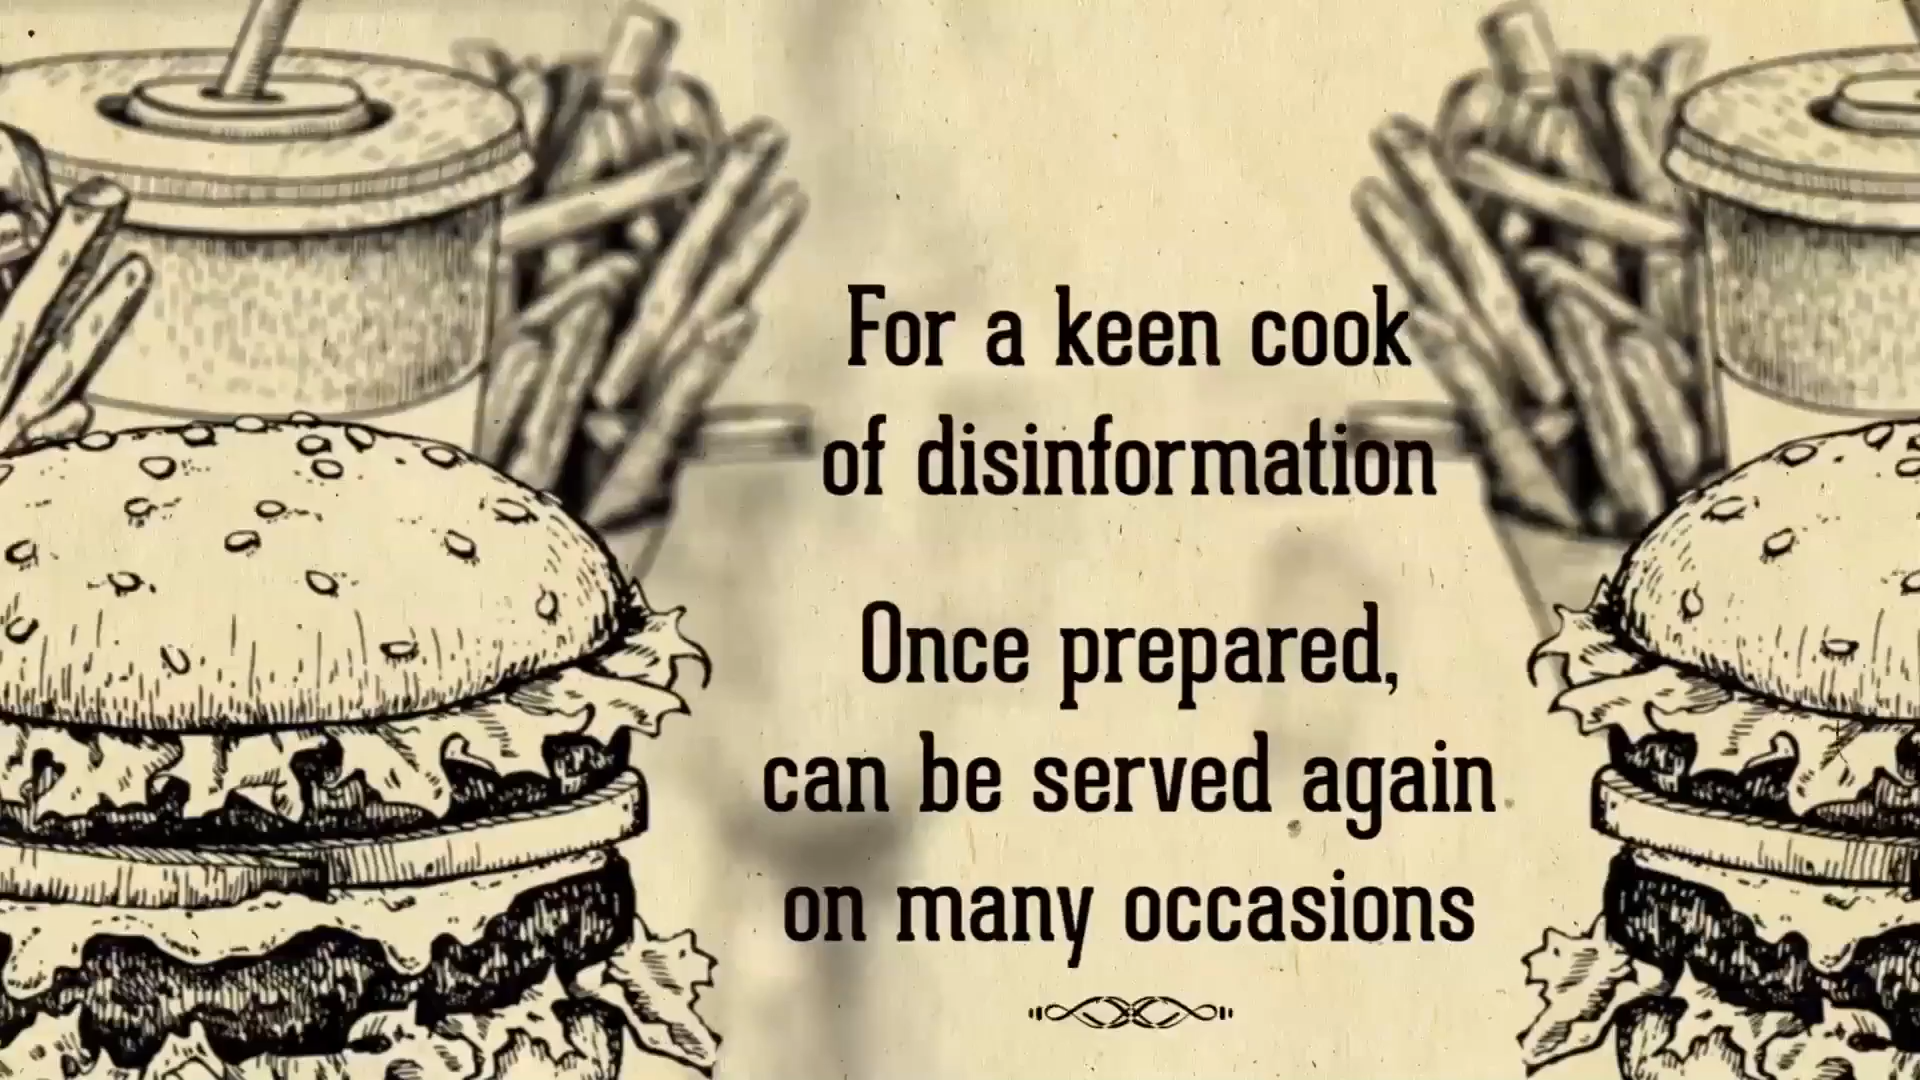 For a keen cook
of disinformation
Once prepared,
can be served again
on many occasions